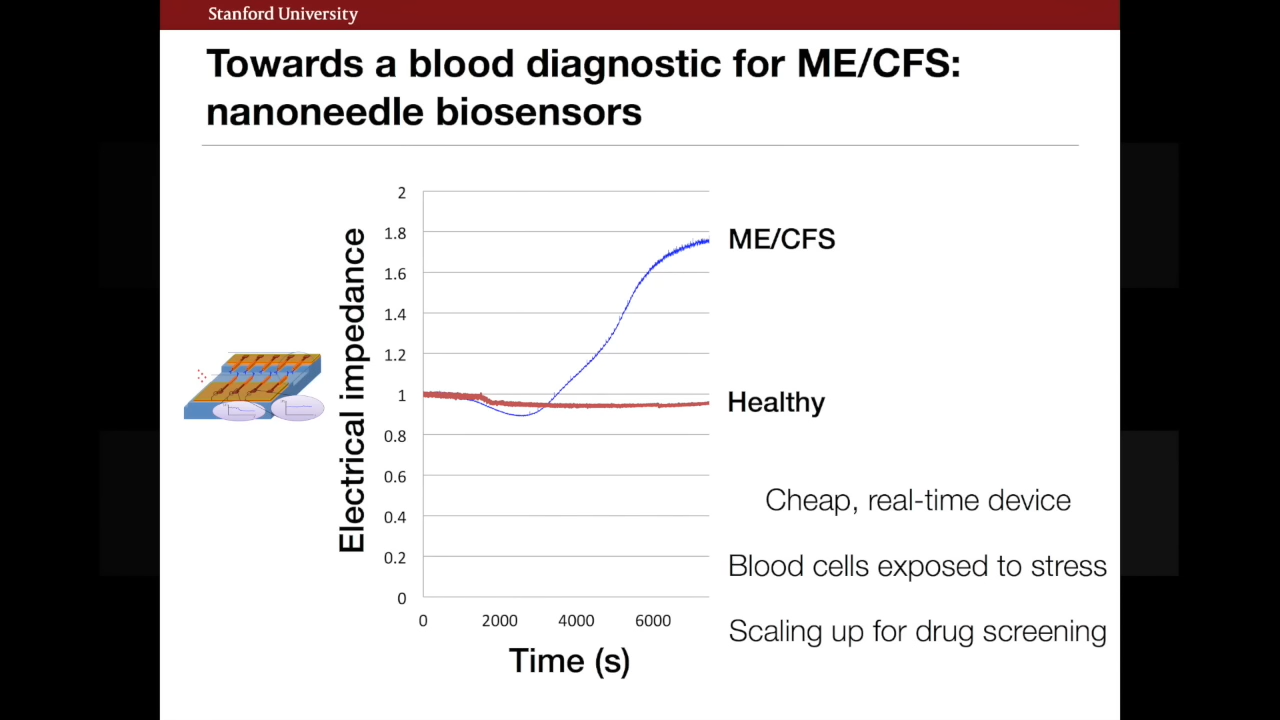 Stanford University
Towards a blood diagnostic for ME/CFS:
nanoneedle biosensors
Electrical impedance
2
1.8
1.6
1.4
1.2
1
0.8
0.6
0.4
0.2
0
0 2000 4000 6000
Time (s)
ME/CFS
Healthy
Cheap, real-time device
Blood cells exposed to stress
Scaling up for drug screening